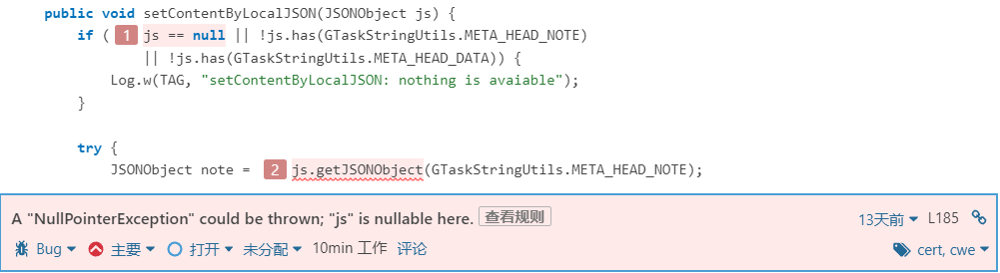 public void setContentByLocalJSON(JSONObject js) {
if ( 1 js == null || !js.has(GTaskStringUtils.META_HEAD_NOTE)
|| !js.has(GTaskStringUtils.META_HEAD_DATA)) {
Log.w(TAG, "setContentByLocalJSON: nothing is avaiable");
}
try {
JSONObject note = 2 js.getJSONObject(GTaskStringUtils.META_HEAD_NOTE);
A "NullPointerException" could be thrown; "js" is nullable here. 查看规则 13天前 L185
Bug 主要 打开 未分配 10min 工作 评论 cert, cwe